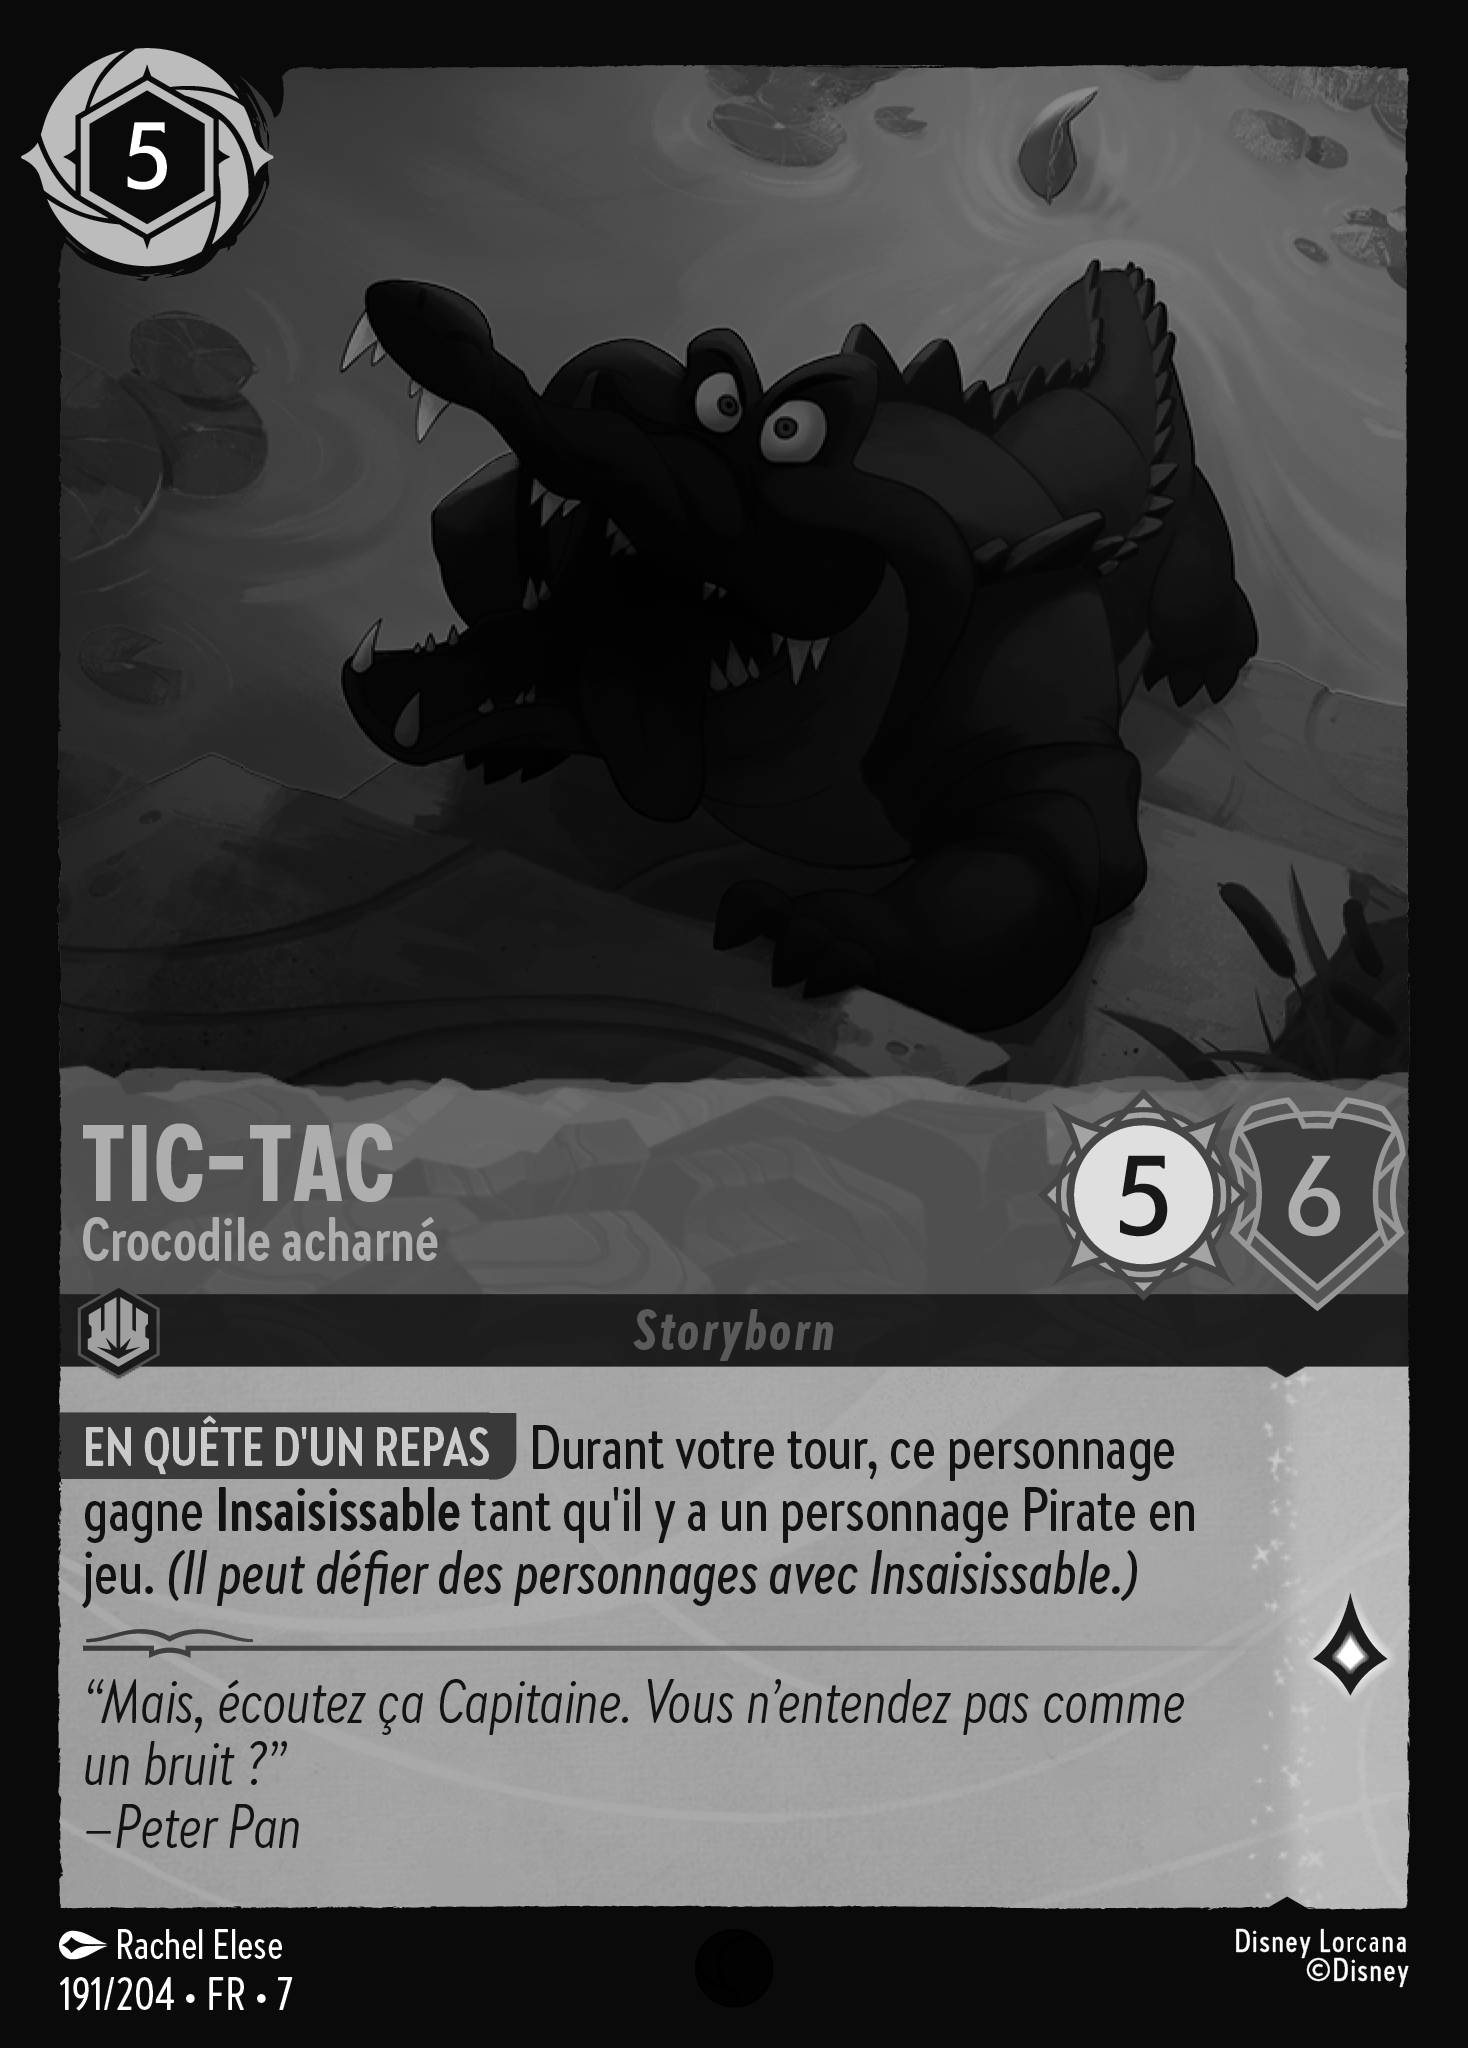 5
TIC-TAC
Crocodile acharné
5
6
Storyborn
EN QUÊTE D'UN REPAS Durant votre tour, ce personnage
gagne Insaisissable tant qu'il y a un personnage Pirate en
jeu. (Il peut défier des personnages avec Insaisissable.)
“Mais, écoutez ça Capitaine. Vous n’entendez pas comme
un bruit ?”
–Peter Pan
Rachel Elese
191/204 • FR • 7
Disney Lorcana
©Disney